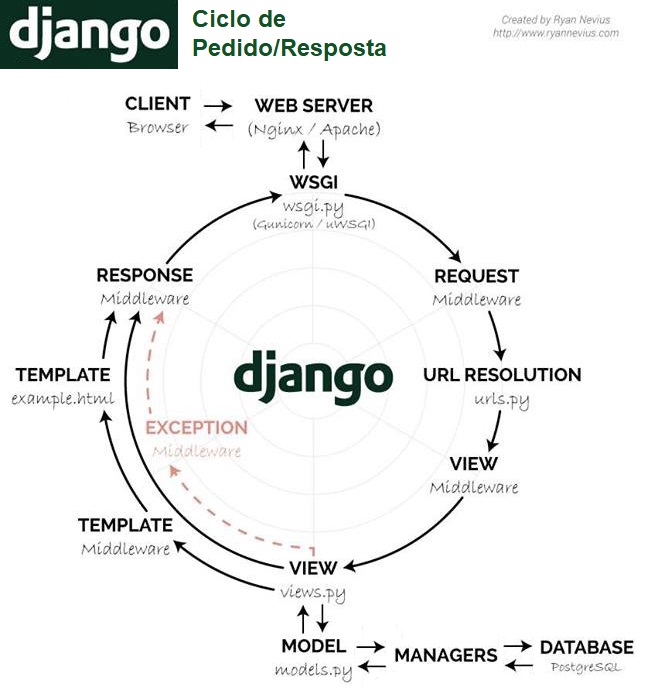 django
Ciclo de
Pedido/Resposta
Created by Ryan Nevius
http://www.ryannevius.com
CLIENT
Browser
WEB SERVER
(Nginx / Apache)
WSGI
wsgi.py
(Gunicorn / uWSGI)
RESPONSE
Middleware
REQUEST
Middleware
TEMPLATE
example.html
django
URL RESOLUTION
urls.py
EXCEPTION
Middleware
VIEW
Middleware
TEMPLATE
Middleware
VIEW
views.py
MODEL
models.py
MANAGERS
DATABASE
PostgreSQL